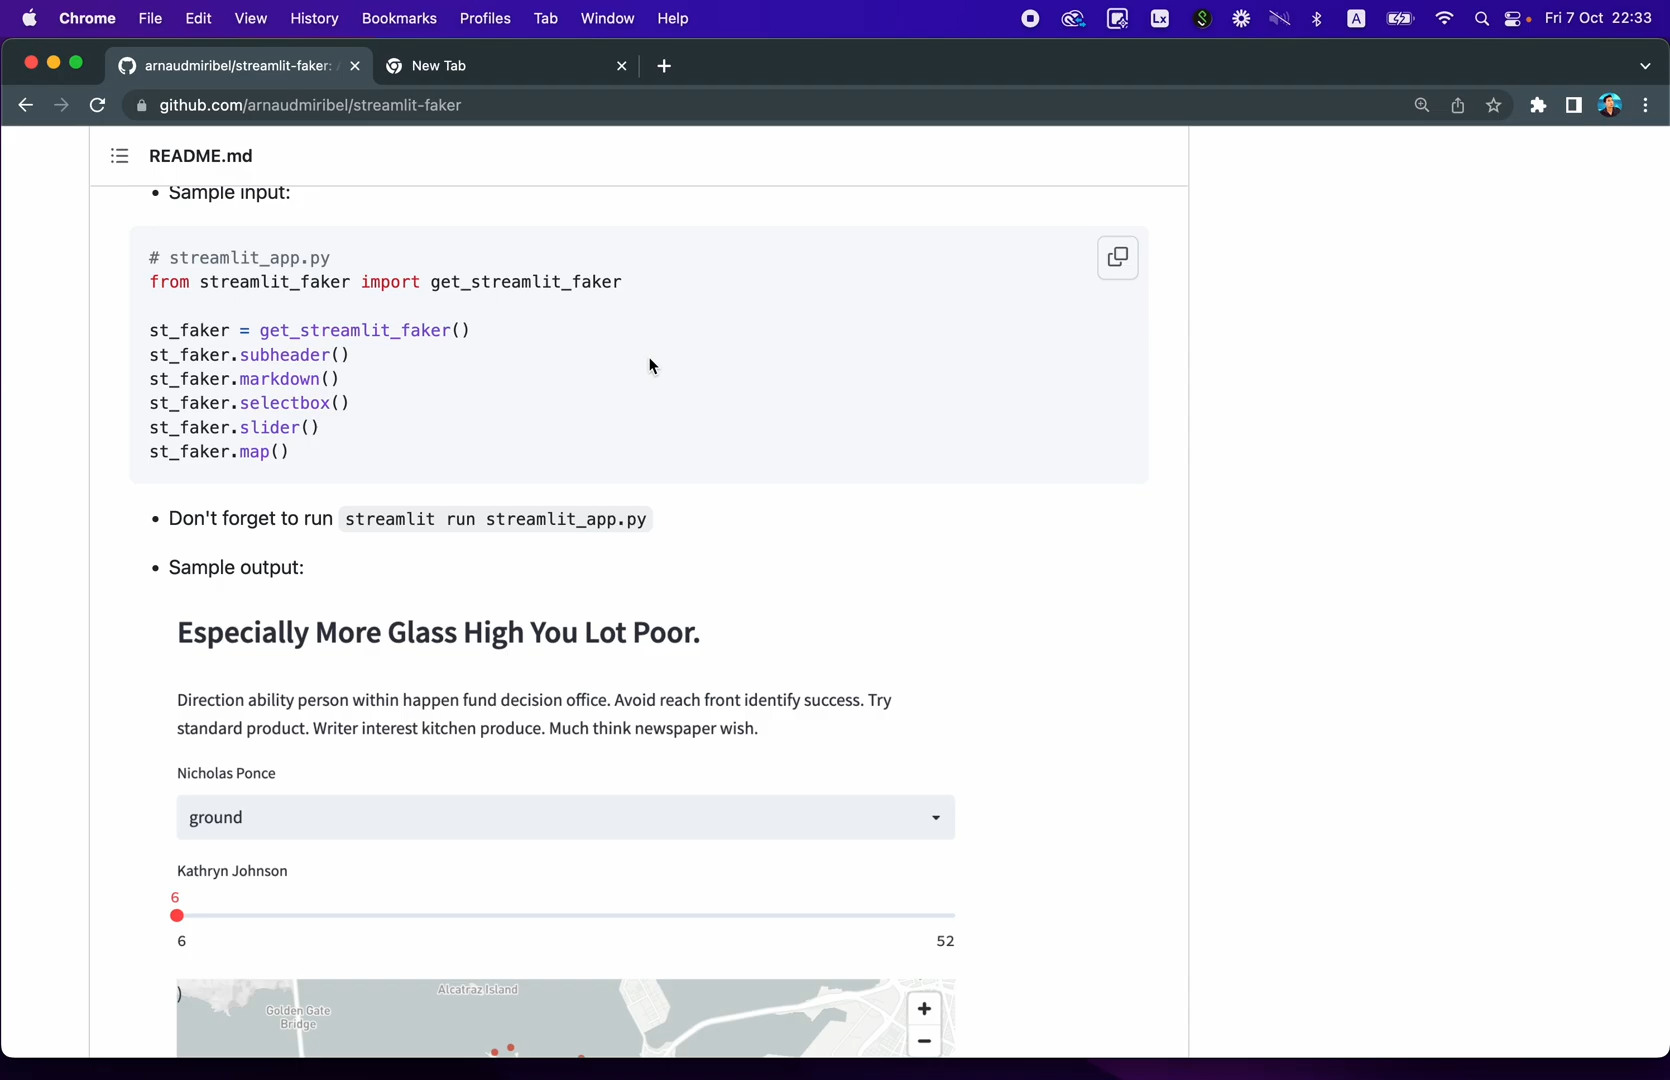 Chrome File Edit View History Bookmarks Profiles Tab Window Help Lx S A Fri 7 Oct 22:33
arnaudmiribel/streamlit-faker: New Tab
github.com/arnaudmiribel/streamlit-faker
README.md
Sample input:
# streamlit_app.py
from streamlit_faker import get_streamlit_faker
st_faker = get_streamlit_faker()
st_faker.subheader()
st_faker.markdown()
st_faker.selectbox()
st_faker.slider()
st_faker.map()
Don't forget to run streamlit run streamlit_app.py
Sample output:
Especially More Glass High You Lot Poor.
Direction ability person within happen fund decision office. Avoid reach front identify success. Try
standard product. Writer interest kitchen produce. Much think newspaper wish.
Nicholas Ponce
ground
Kathryn Johnson
6
6 52
Alcatraz Island
Golden Gate
Bridge